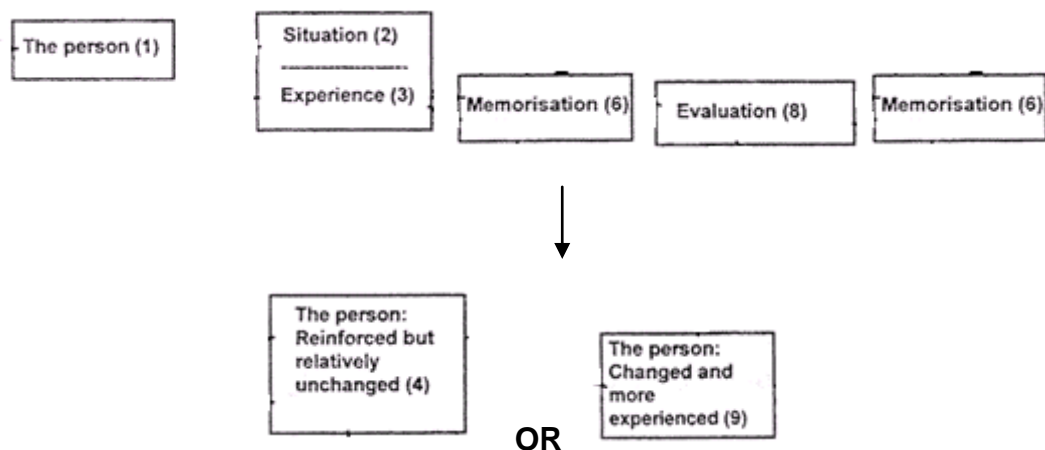 The person (1)
Situation (2)
Experience (3)
Memorisation (6)
Evaluation (8)
Memorisation (6)
The person:
Reinforced but
relatively
unchanged (4)
The person:
Changed and
more
experienced (9)
OR